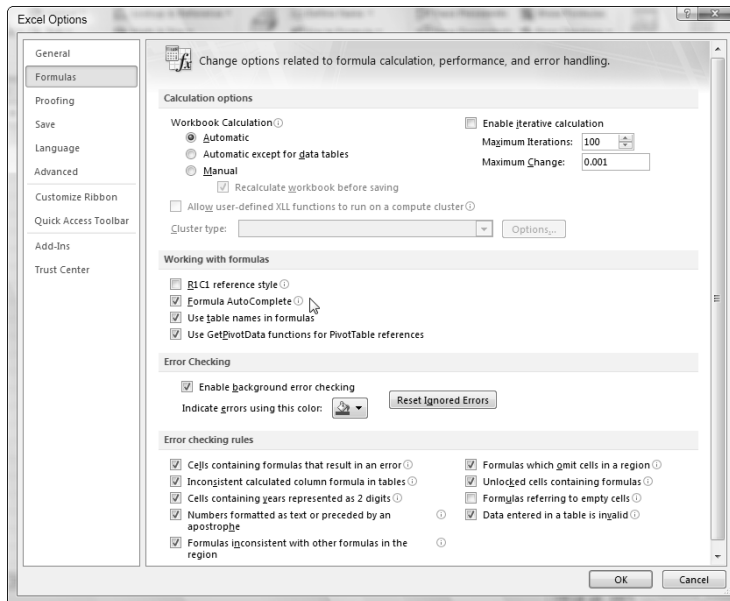 Excel Options
General
Formulas
Proofing
Save
Language
Advanced
Customize Ribbon
Quick Access Toolbar
Add-Ins
Trust Center
Change options related to formula calculation, performance, and error handling.
Calculation options
Workbook Calculation
Automatic
Automatic except for data tables
Manual
Recalculate workbook before saving
Enable iterative calculation
Maximum Iterations: 100
Maximum Change: 0.001
Allow user-defined XLL functions to run on a compute cluster
Cluster type: Options...
Working with formulas
R1C1 reference style
Formula AutoComplete
Use table names in formulas
Use GetPivotData functions for PivotTable references
Error Checking
Enable background error checking
Indicate errors using this color:
Reset Ignored Errors
Error checking rules
Cells containing formulas that result in an error
Inconsistent calculated column formula in tables
Cells containing years represented as 2 digits
Numbers formatted as text or preceded by an
apostrophe
Formulas inconsistent with other formulas in the
region
Formulas which omit cells in a region
Unlocked cells containing formulas
Formulas referring to empty cells
Data entered in a table is invalid
OK Cancel